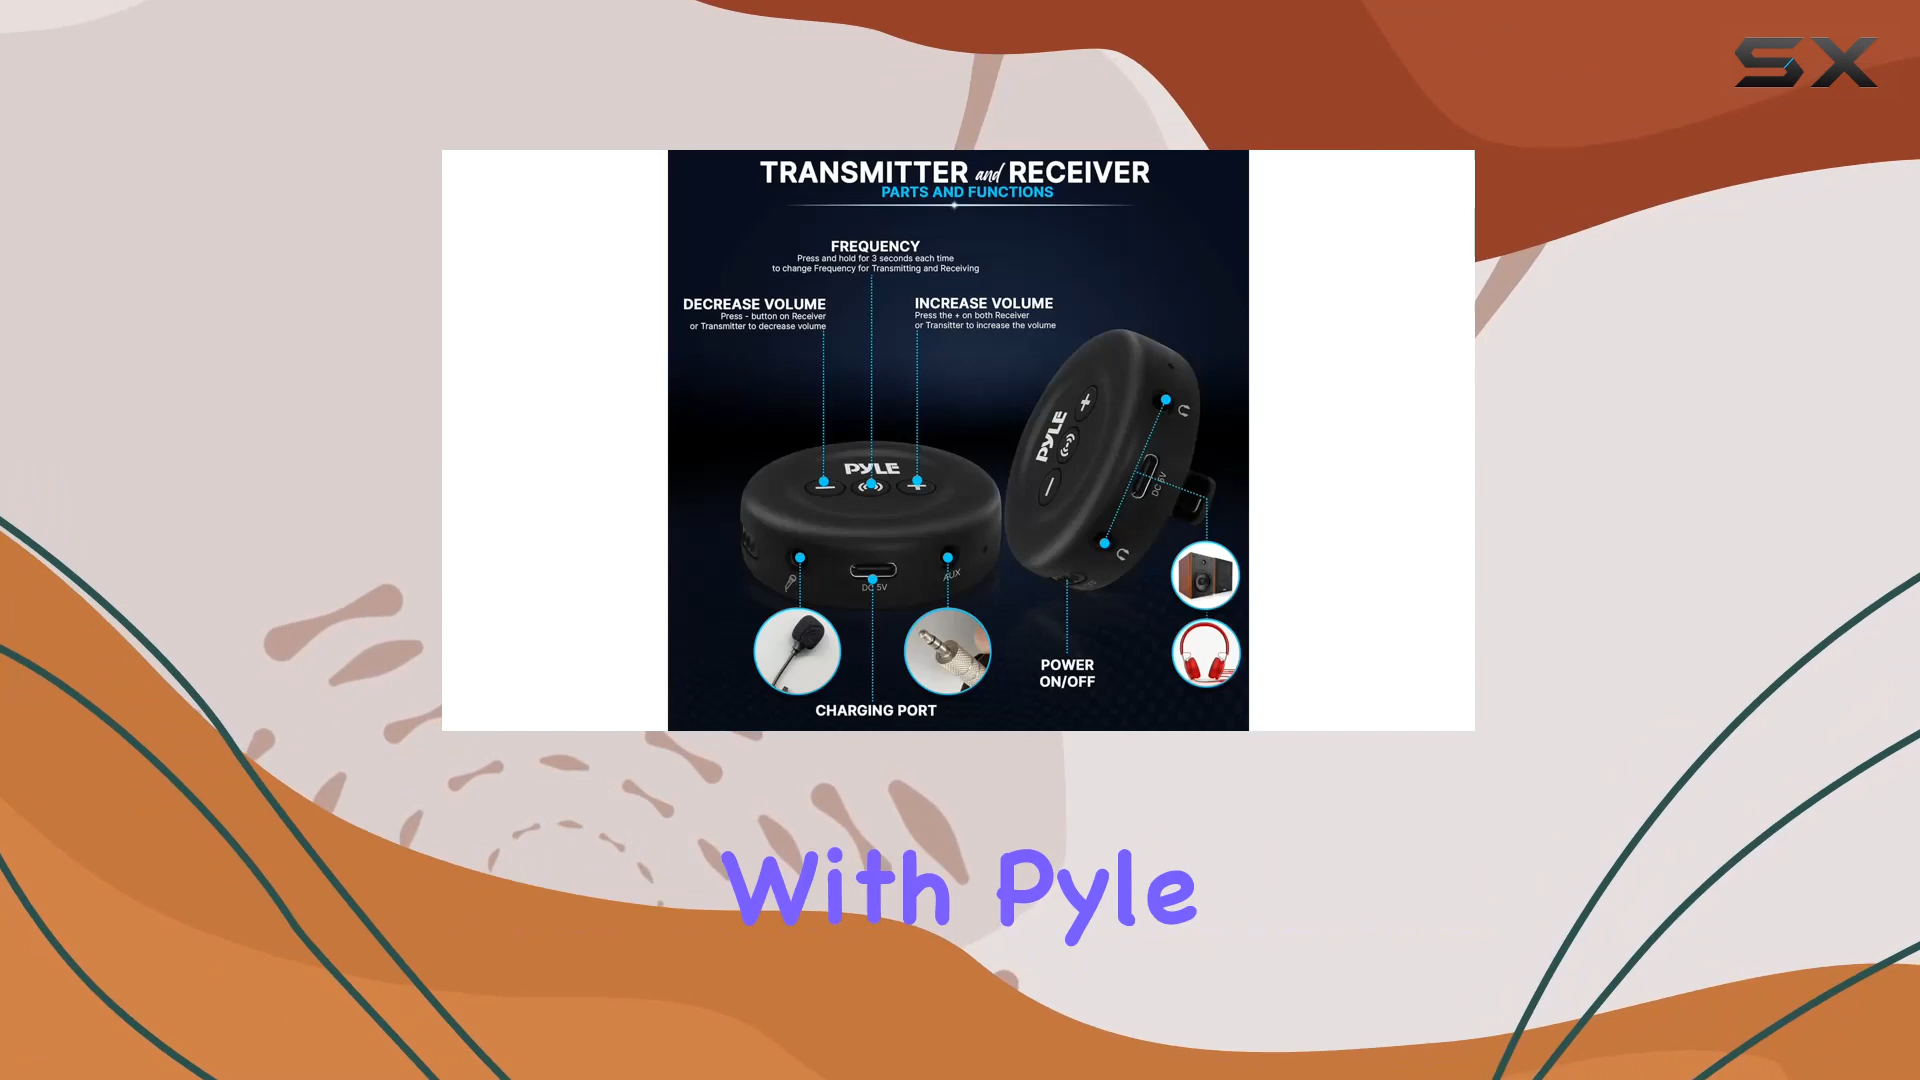 SX
TRANSMITTER and RECEIVER
PARTS AND FUNCTIONS
FREQUENCY
Press and hold for 3 seconds each time
to change Frequency for Transmitting and Receiving
DECREASE VOLUME
Press - button on Receiver
or Transmitter to decrease volume
INCREASE VOLUME
Press the + on both Receiver
or Transitter to increase the volume
PYLE
PYLE
DC 5V
DC 5V
AUX
POWER
ON/OFF
CHARGING PORT
With Pyle